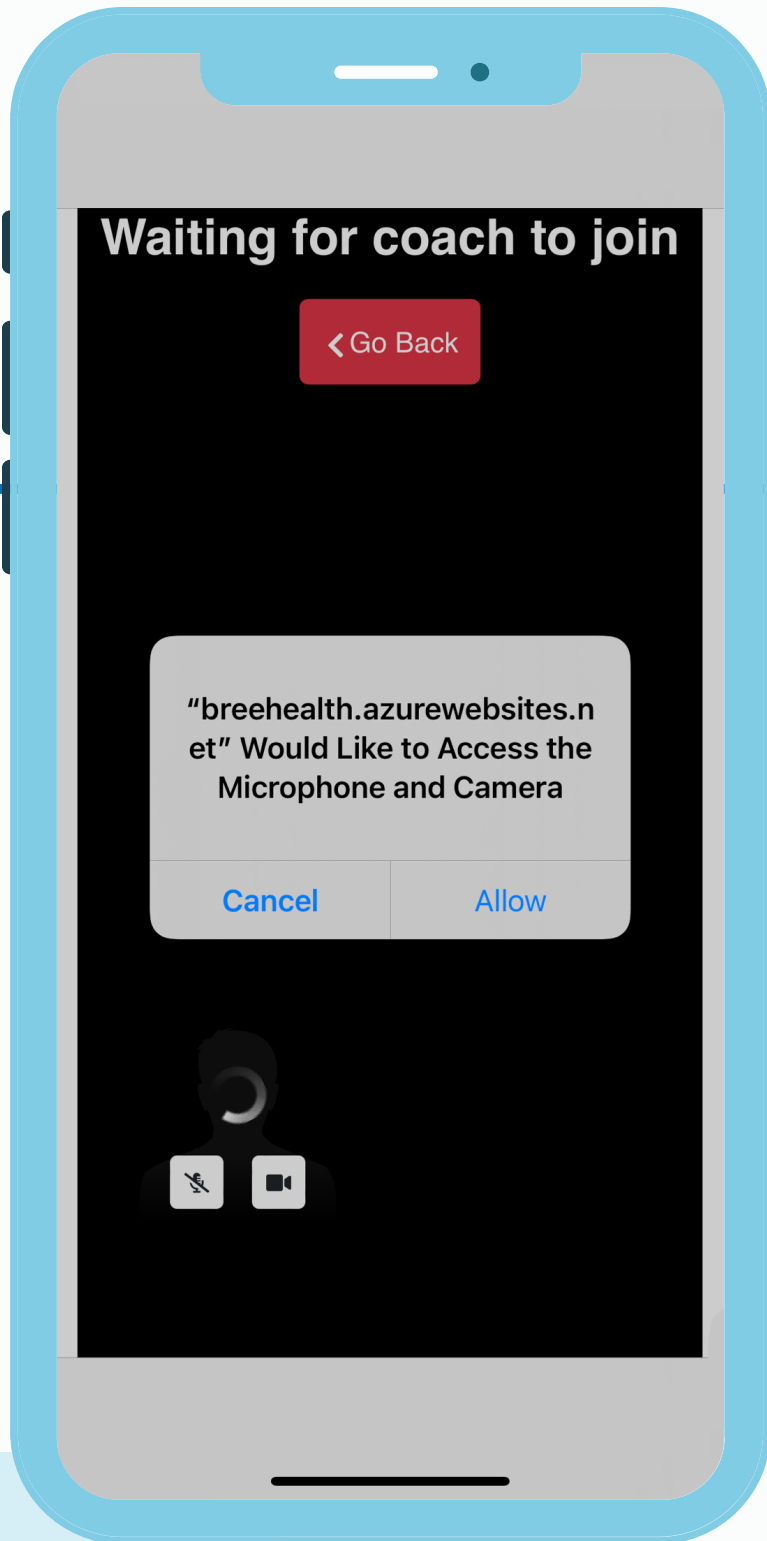 Waiting for coach to join
Go Back
“breehealth.azurewebsites.n
et” Would Like to Access the
Microphone and Camera
Cancel
Allow